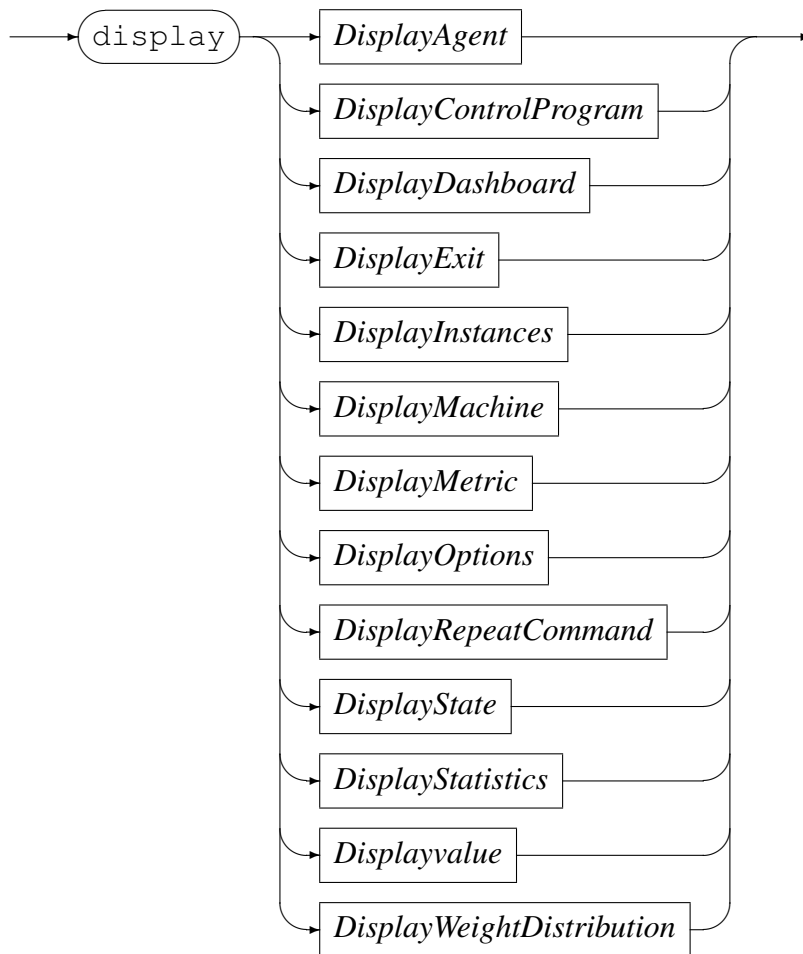 display DisplayAgent
DisplayControlProgram
DisplayDashboard
DisplayExit
DisplayInstances
DisplayMachine
DisplayMetric
DisplayOptions
DisplayRepeatCommand
DisplayState
DisplayStatistics
Displayvalue
DisplayWeightDistribution